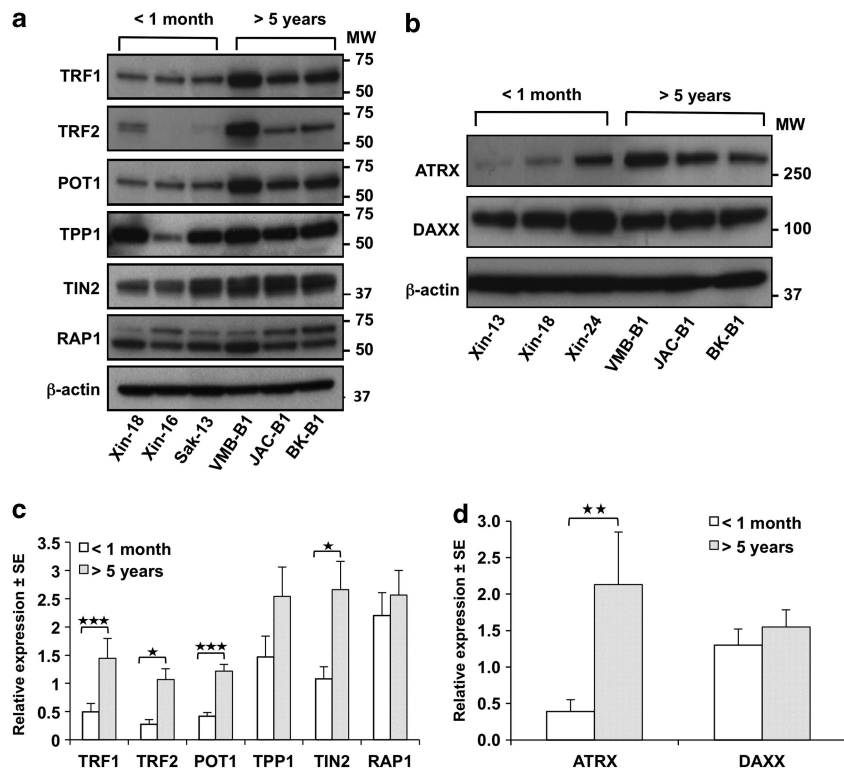 a
< 1 month > 5 years
MW
TRF1
75
50
TRF2
75
50
POT1
75
50
TPP1
75
50
TIN2
37
RAP1
75
50
β-actin
37
Xin-18 Xin-16 Sak-13 VMB-B1 JAC-B1 BK-B1
b
< 1 month > 5 years
MW
ATRX
250
DAXX
100
β-actin
37
Xin-13 Xin-18 Xin-24 VMB-B1 JAC-B1 BK-B1
c
Relative expression ± SE
3.5
3
2.5
2
1.5
1
0.5
0
< 1 month
> 5 years
★★★ ★ ★★★ ★
TRF1 TRF2 POT1 TPP1 TIN2 RAP1
d
Relative expression ± SE
3.0
2.5
2.0
1.5
1.0
0.5
0.0
★★
< 1 month
> 5 years
ATRX DAXX